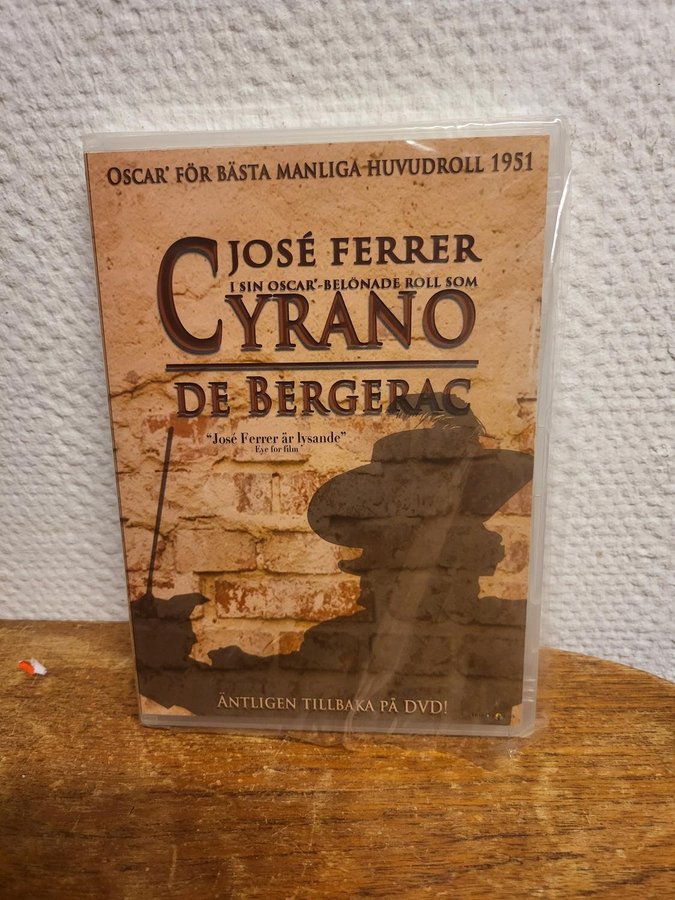 OSCAR® FÖR BÄSTA MANLIGA HUVUDROLL 1951
JOSÉ FERRER
I SIN OSCAR®-BELÖNADE ROLL SOM
CYRANO
DE BERGERAC
“José Ferrer är lysande”
Eye for film
ÄNTLIGEN TILLBAKA PÅ DVD!